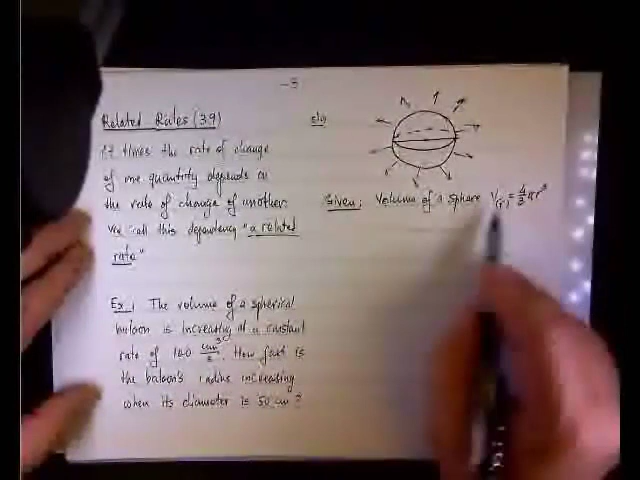 -3
Related Rates (3.9)
At times the rate of change
of one quantity depends on
the rate of change of another.
We call this dependency "a related
rate"
Ex. 1 The volume of a spherical
baloon is increasing at a constant
rate of cm³/s. How fast is
the baloon's radius increasing
when its diameter is 50 cm?
Sln
Given: Volume of a sphere V(r) = 4/3 πr³